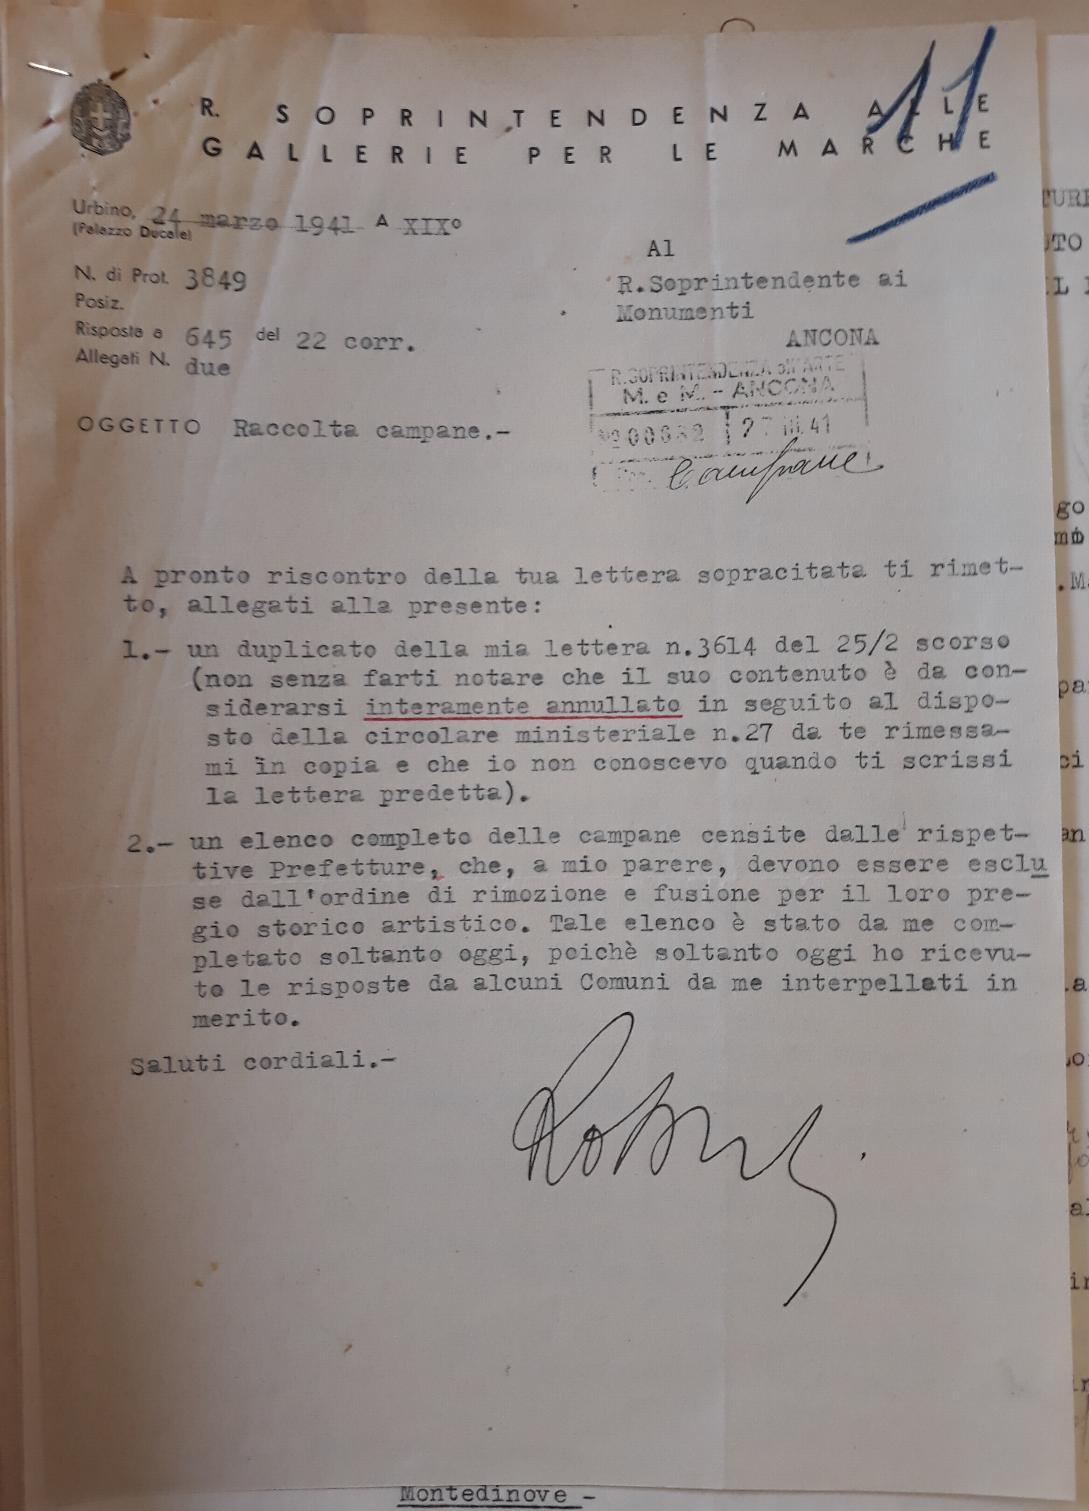 11
R. SOPRINTENDENZA ALLE
GALLERIE PER LE MARCHE
Urbino, 24 marzo 1941 A XIXº
(Palazzo Ducale)
N. di Prot. 3849
Posiz.
Risposta a 645 del 22 corr.
Allegati N. due
Al
R.Soprintendente ai
Monumenti
ANCONA
R.SOPRINTENDENZA all'ARTE
M. e M. - ANCONA
27 III.41
Campane
OGGETTO Raccolta campane.-
A pronto riscontro della tua lettera sopracitata ti rimet-
to, allegati alla presente:
1.- un duplicato della mia lettera n.3614 del 25/2 scorso
(non senza farti notare che il suo contenuto è da con-
siderarsi interamente annullato in seguito al dispo-
sto della circolare ministeriale n.27 da te rimessa-
mi in copia e che io non conoscevo quando ti scrissi
la lettera predetta).
2.- un elenco completo delle campane censite dalle rispet-
tive Prefetture, che, a mio parere, devono essere esclu
se dall'ordine di rimozione e fusione per il loro pre-
gio storico artistico. Tale elenco è stato da me com-
pletato soltanto oggi, poichè soltanto oggi ho ricevu-
to le risposte da alcuni Comuni da me interpellati in
merito.
Saluti cordiali.-
Montedinove -